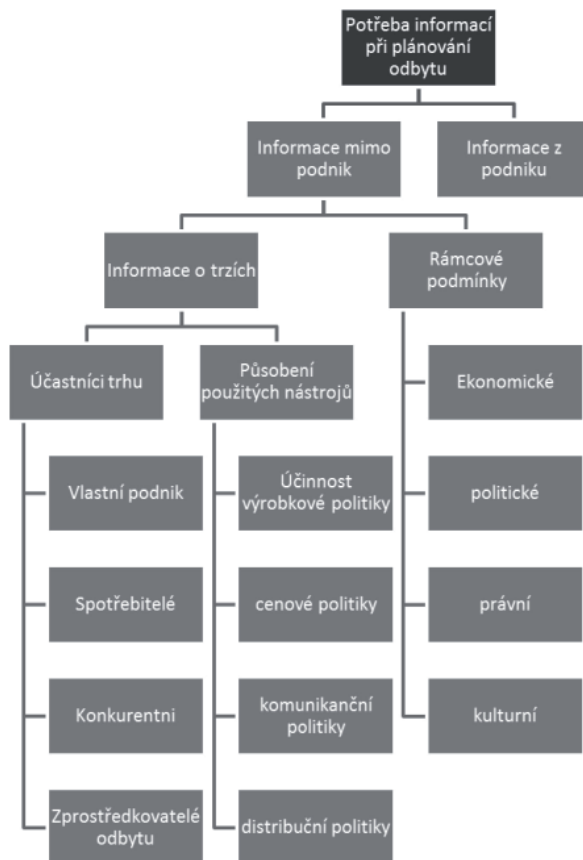 Potřeba informací
při plánování
odbytu
Informace mimo
podnik
Informace z
podniku
Informace o trzích
Rámcové
podmínky
Účastníci trhu
Působení
použitých nástrojů
Ekonomické
Vlastní podnik
Účinnost
výrobkové politiky
politické
Spotřebitelé
cenové politiky
právní
Konkurentni
komunikanční
politiky
kulturní
Zprostředkovatelé
odbytu
distribuční politiky